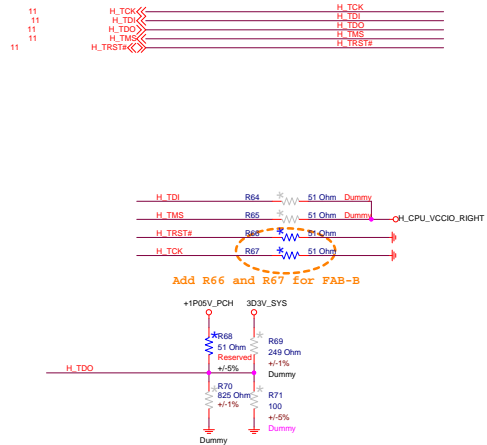 11 H_TCK H_TCK
11 H_TDI H_TDI
11 H_TDO H_TDO
11 H_TMS H_TMS
11 H_TRST# H_TRST#
H_TDI R64 * 51 Ohm Dummy
H_TMS R65 * 51 Ohm Dummy H_CPU_VCCIO_RIGHT
H_TRST# R66 * 51 Ohm
H_TCK R67 * 51 Ohm
Add R66 and R67 for FAB-B
+1P05V_PCH 3D3V_SYS
*R68 * R69
51 Ohm 249 Ohm
Reserved +/-1%
+/-5% Dummy
H_TDO
*R70 * R71
825 Ohm 100
+/-1% +/-5%
Dummy Dummy